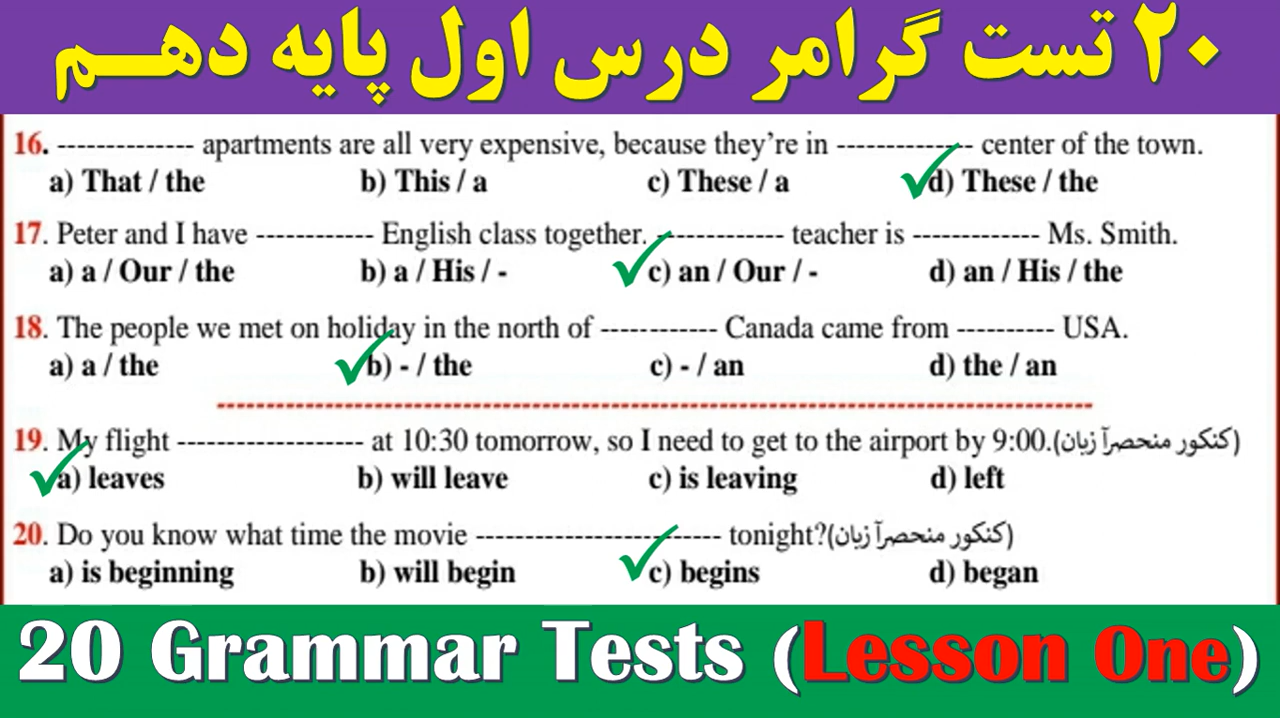 ۲۰ تست گرامر درس اول پایه دهم
16. -------------- apartments are all very expensive, because they're in -------------- center of the town.
a) That / the b) This / a c) These / a d) These / the
17. Peter and I have ------------ English class together. ------------- teacher is ------------- Ms. Smith.
a) a / Our / the b) a / His / - c) an / Our / - d) an / His / the
18. The people we met on holiday in the north of ------------ Canada came from ---------- USA.
a) a / the b) - / the c) - / an d) the / an
19. My flight ------------------- at 10:30 tomorrow, so I need to get to the airport by 9:00.(کنکور منحصرآ زبان)
a) leaves b) will leave c) is leaving d) left
20. Do you know what time the movie ------------------------- tonight?(کنکور منحصرآ زبان)
a) is beginning b) will begin c) begins d) began
20 Grammar Tests (Lesson One)